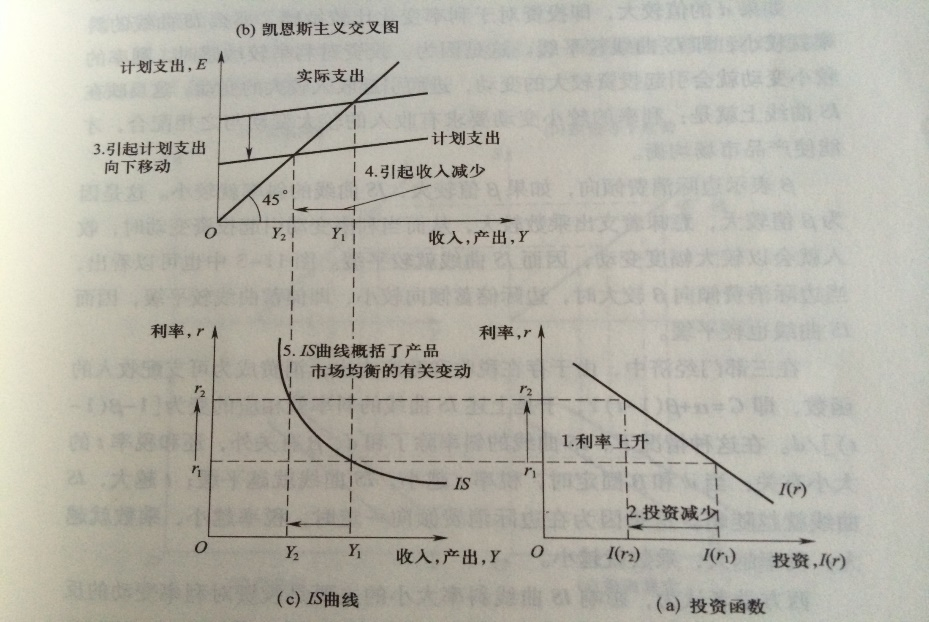 (b) 凯恩斯主义交叉图
计划支出, E
实际支出
3.引起计划支出
向下移动
计划支出
4.引起收入减少
45°
O
Y₂
Y₁
收入,产出,Y
利率, r
5. IS曲线概括了产品
市场均衡的有关变动
r₂
r₁
IS
O
Y₂
Y₁
收入,产出,Y
(c) IS曲线
利率, r
r₂
1.利率上升
r₁
I(r)
2.投资减少
O
I(r₂)
I(r₁)
投资,I(r)
(a) 投资函数